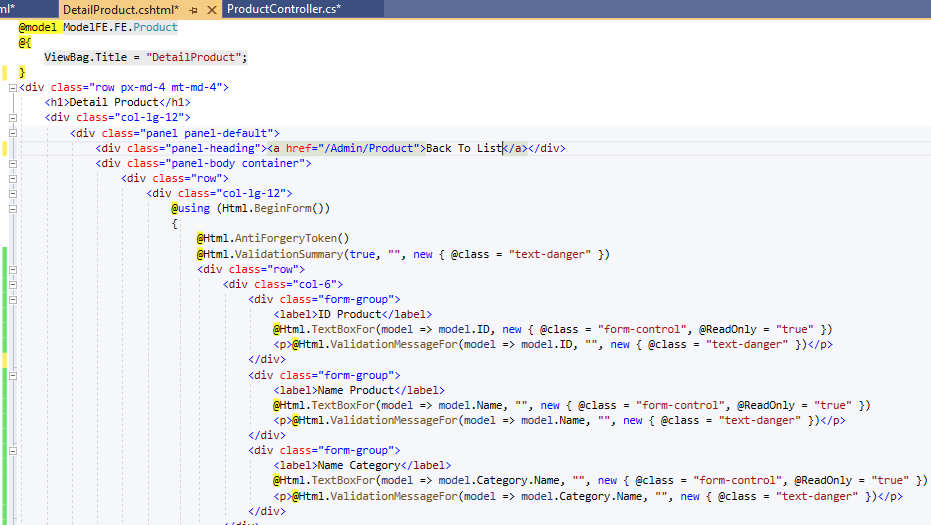 ml*
DetailProduct.cshtml*
ProductController.cs*
@model ModelFE.FE.Product
@{
    ViewBag.Title = "DetailProduct";
}
<div class="row px-md-4 mt-md-4">
    <h1>Detail Product</h1>
    <div class="col-lg-12">
        <div class="panel panel-default">
            <div class="panel-heading"><a href="/Admin/Product">Back To List</a></div>
            <div class="panel-body container">
                <div class="row">
                    <div class="col-lg-12">
                        @using (Html.BeginForm())
                        {
                            @Html.AntiForgeryToken()
                            @Html.ValidationSummary(true, "", new { @class = "text-danger" })
                            <div class="row">
                                <div class="col-6">
                                    <div class="form-group">
                                        <label>ID Product</label>
                                        @Html.TextBoxFor(model => model.ID, new { @class = "form-control", @ReadOnly = "true" })
                                        <p>@Html.ValidationMessageFor(model => model.ID, "", new { @class = "text-danger" })</p>
                                    </div>
                                    <div class="form-group">
                                        <label>Name Product</label>
                                        @Html.TextBoxFor(model => model.Name, "", new { @class = "form-control", @ReadOnly = "true" })
                                        <p>@Html.ValidationMessageFor(model => model.Name, "", new { @class = "text-danger" })</p>
                                    </div>
                                    <div class="form-group">
                                        <label>Name Category</label>
                                        @Html.TextBoxFor(model => model.Category.Name, "", new { @class = "form-control", @ReadOnly = "true" })
                                        <p>@Html.ValidationMessageFor(model => model.Category.Name, "", new { @class = "text-danger" })</p>
                                    </div>